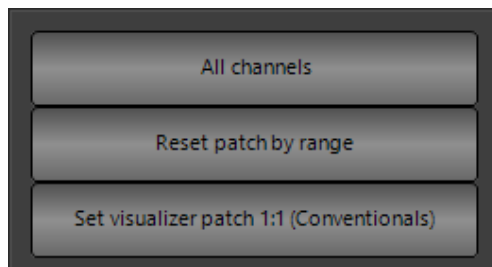 All channels
Reset patch by range
Set visualizer patch 1:1 (Conventionals)